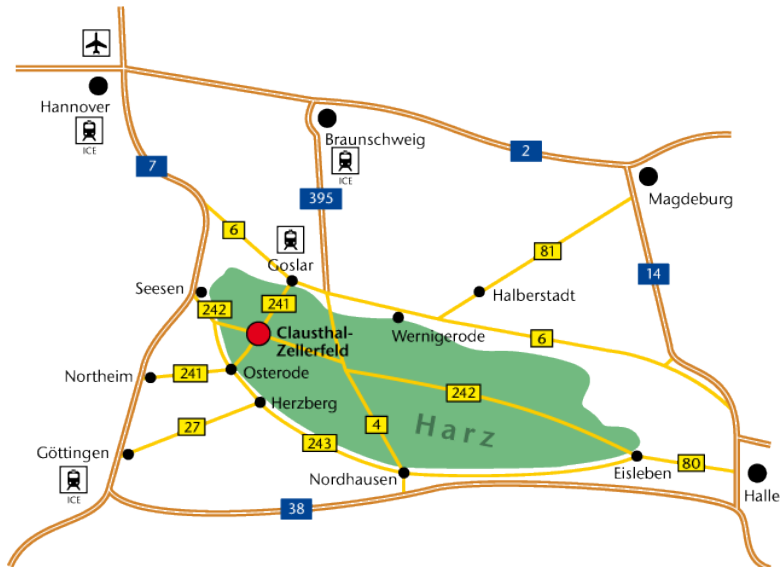 Hannover
ICE
Braunschweig
ICE
2
7
Magdeburg
395
6
Goslar
81
14
Seesen
Halberstadt
242
241
Clausthal-
Zellerfeld
Wernigerode
6
Northeim
241
Osterode
242
Herzberg
27
4
Harz
243
Göttingen
ICE
Nordhausen
Eisleben
80
Halle
38